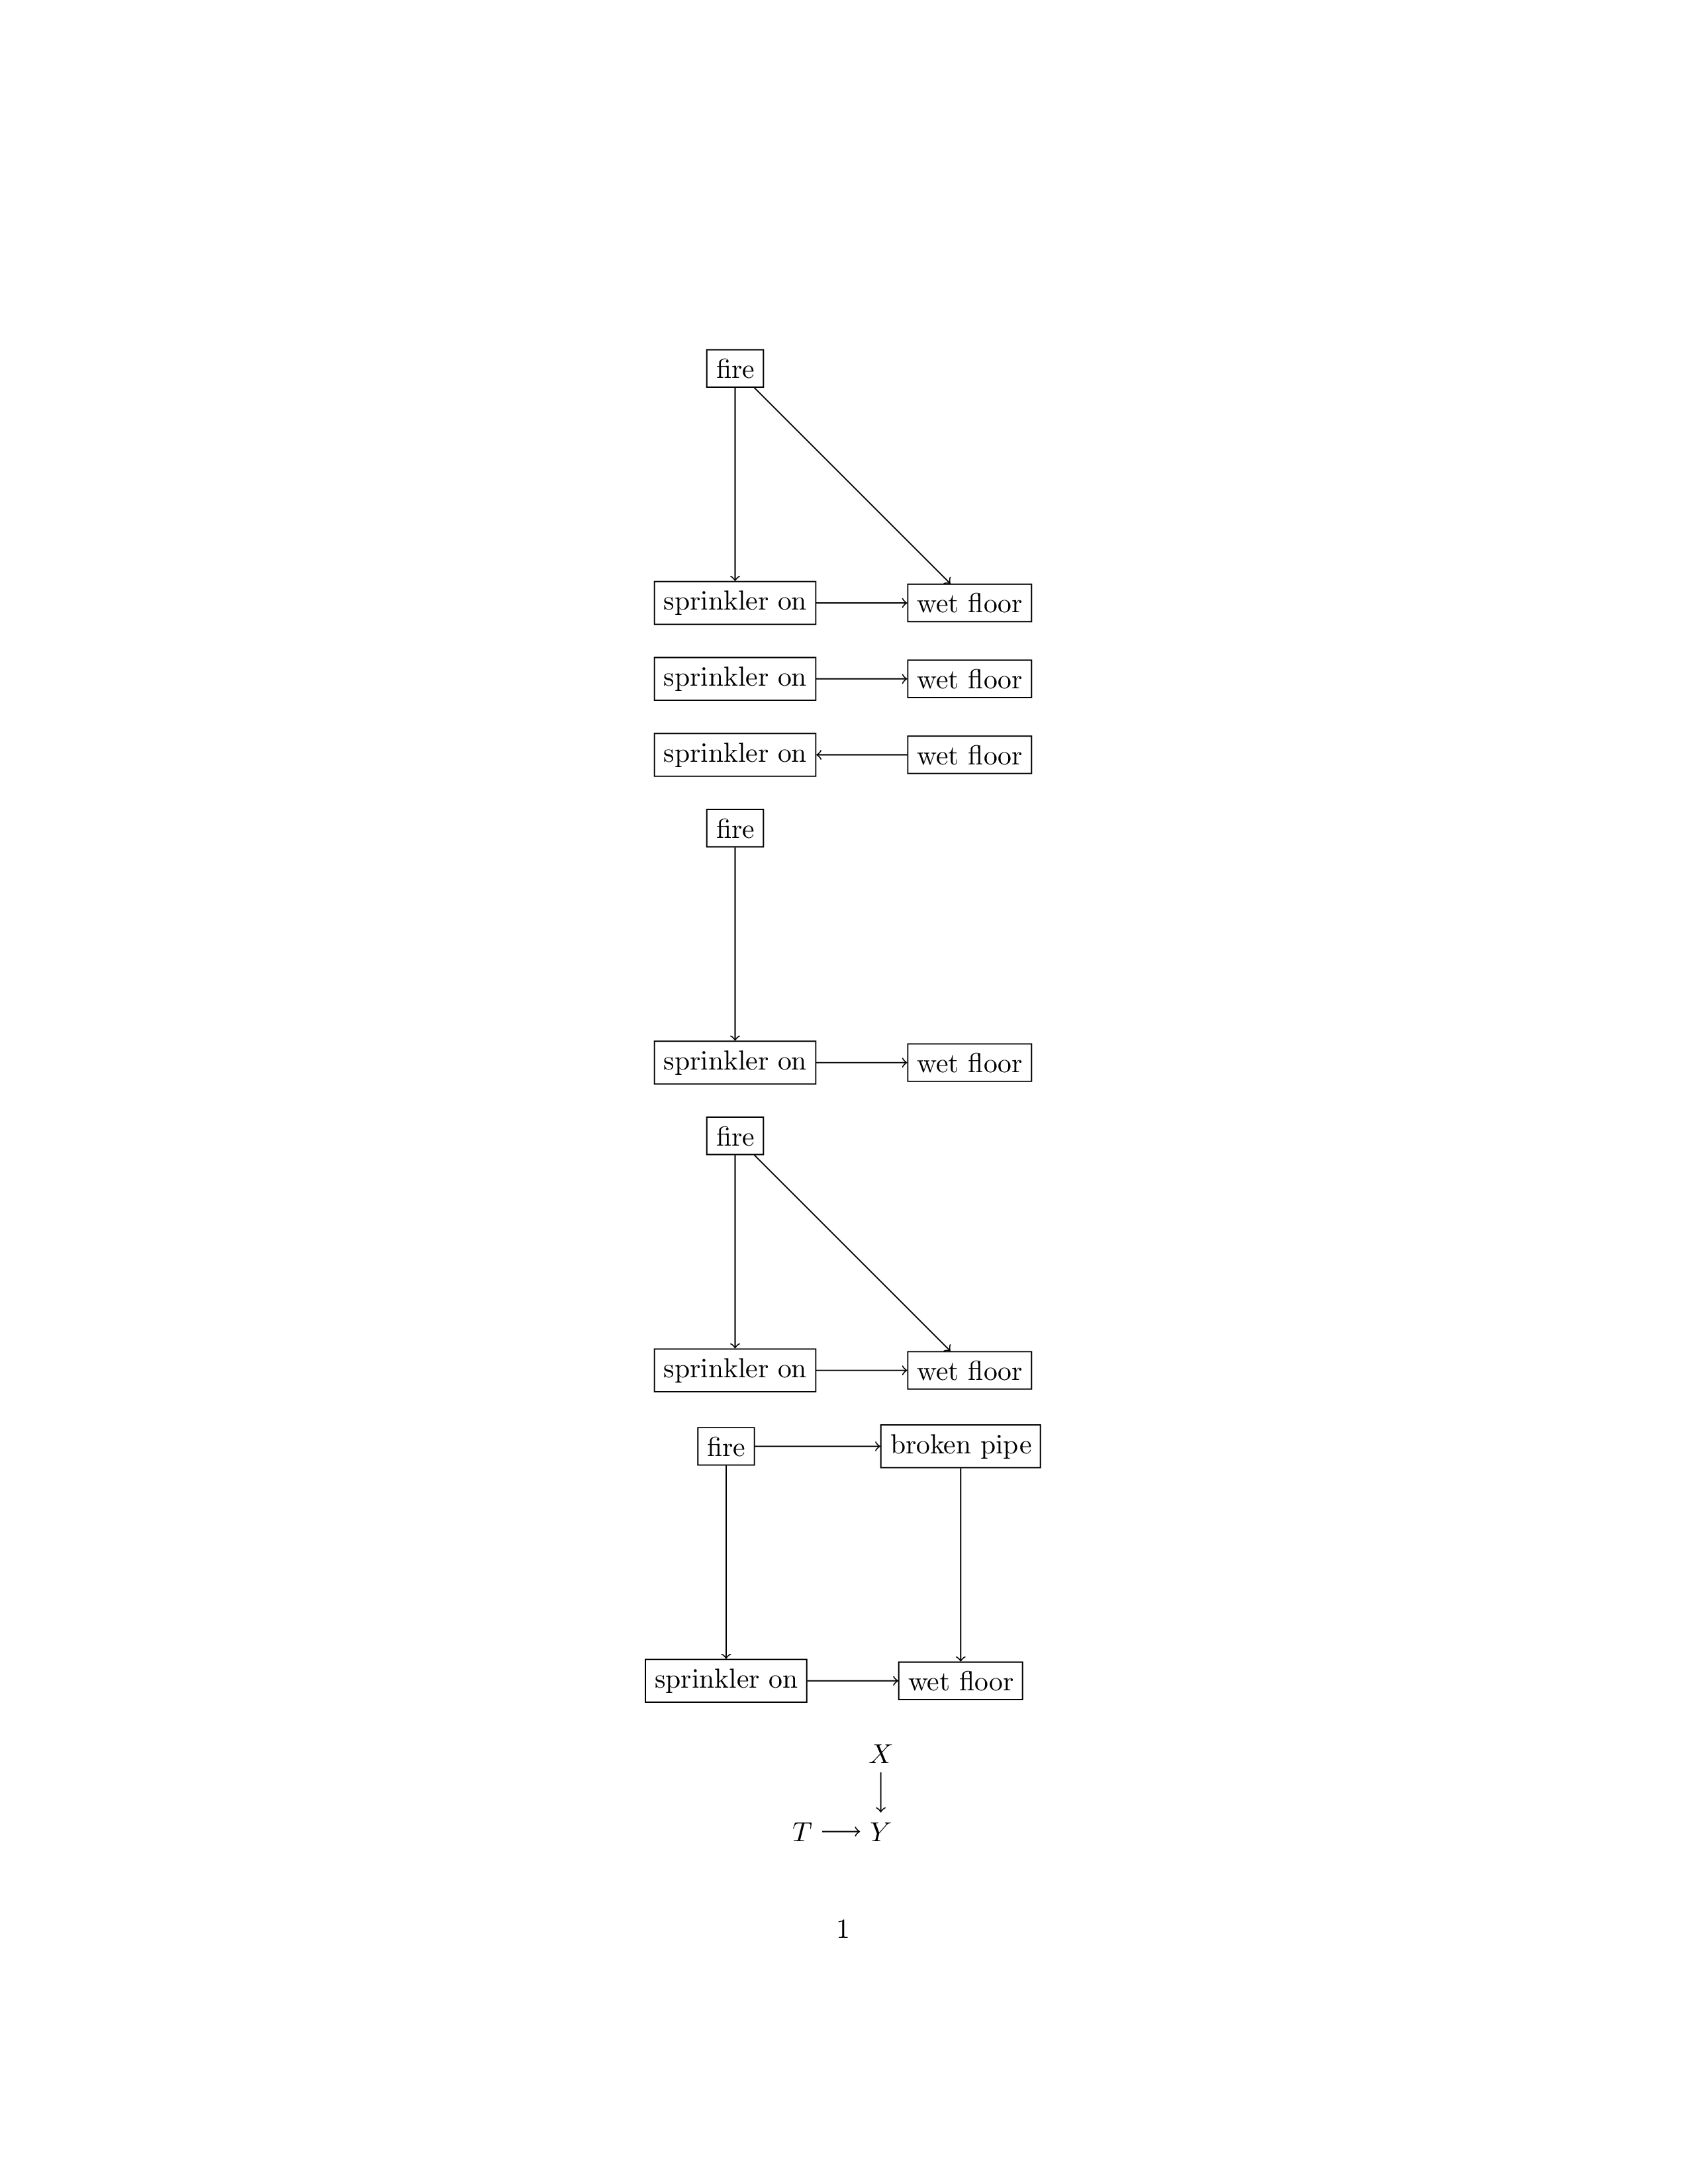 fire
sprinkler on wet floor
sprinkler on wet floor
sprinkler on wet floor
fire
sprinkler on wet floor
fire
sprinkler on wet floor
fire broken pipe
sprinkler on wet floor
X
T Y
1